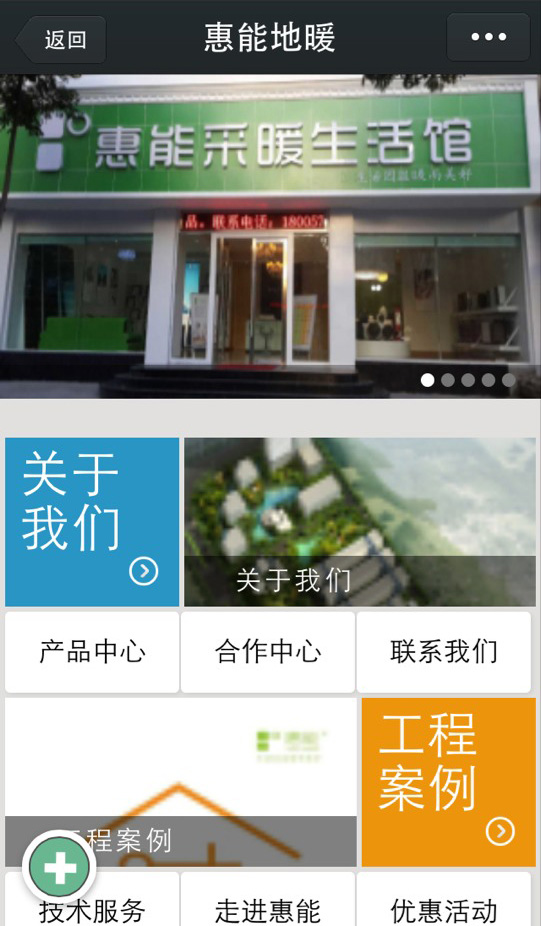 返回
惠能地暖
惠能采暖生活馆
品。联系电话：180057
关于
我们
关于我们
产品中心
合作中心
联系我们
工程
案例
工程案例
技术服务
走进惠能
优惠活动